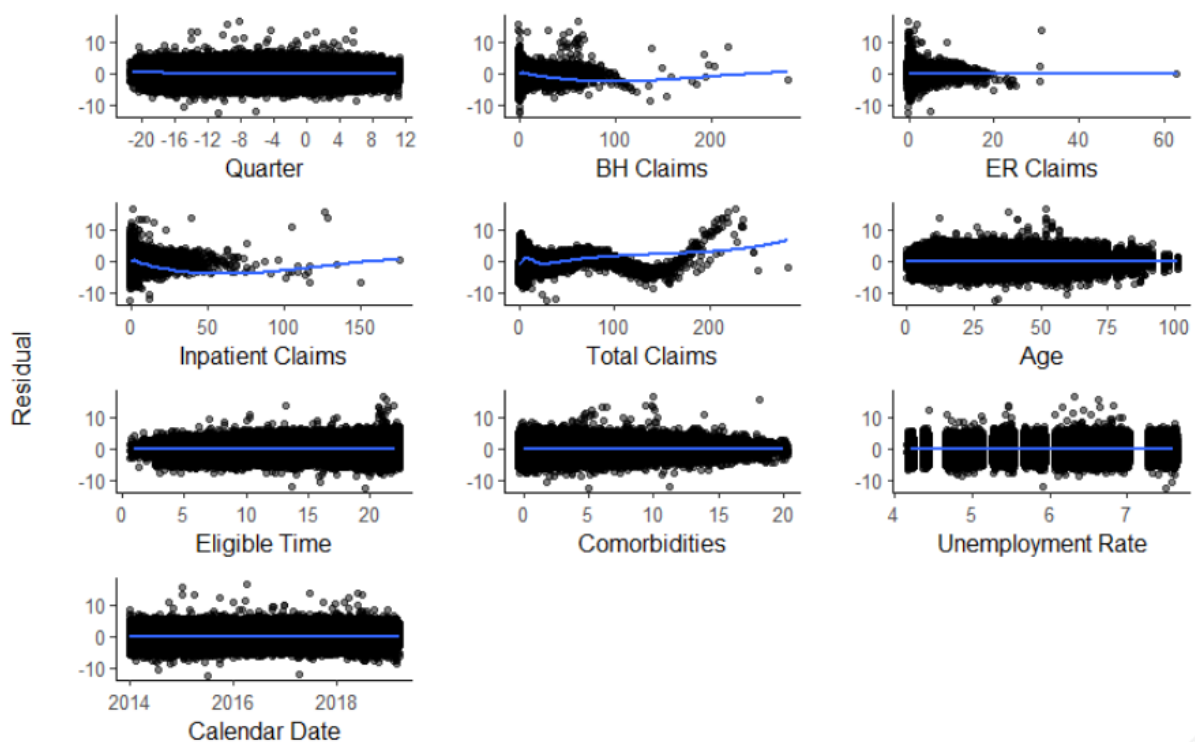 Residual
10
0
-10
-20 -16 -12 -8 -4 0 4 8 12
Quarter
10
0
-10
0 100 200
BH Claims
10
0
-10
0 20 40 60
ER Claims
10
0
-10
0 50 100 150
Inpatient Claims
10
0
-10
0 100 200
Total Claims
10
0
-10
0 25 50 75 100
Age
10
0
-10
0 5 10 15 20
Eligible Time
10
0
-10
0 5 10 15 20
Comorbidities
10
0
-10
4 5 6 7
Unemployment Rate
10
0
-10
2014 2016 2018
Calendar Date